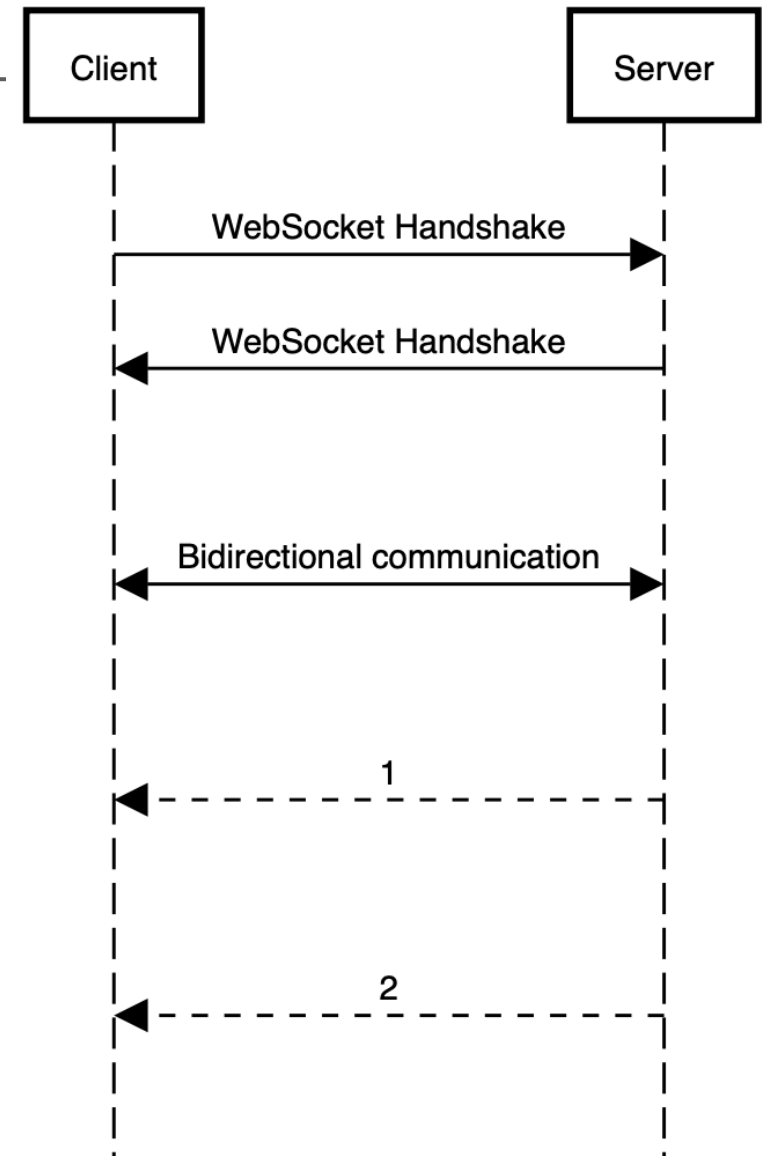 Client
Server
WebSocket Handshake
WebSocket Handshake
Bidirectional communication
1
2